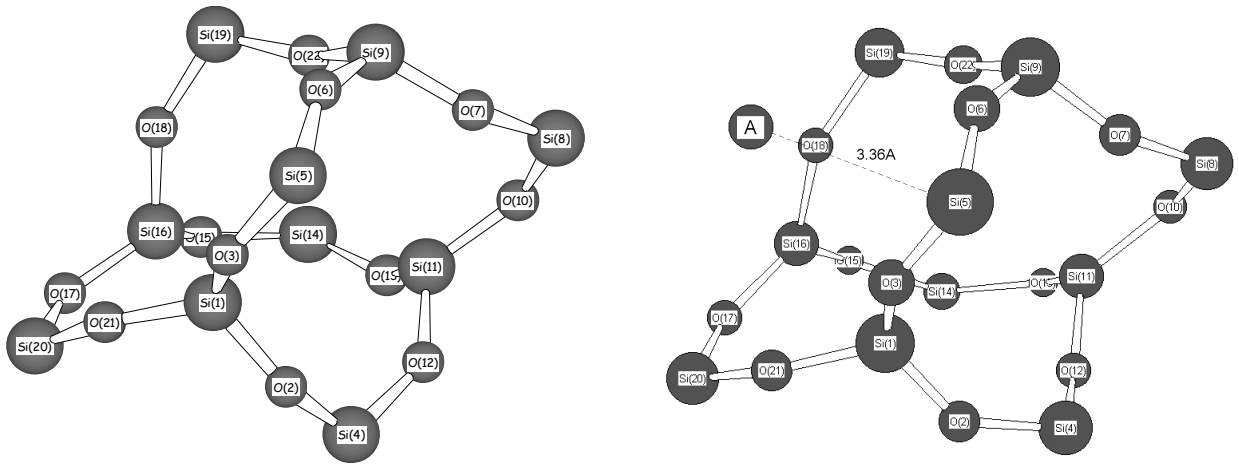 Si(19)
O(22)
Si(9)
O(6)
O(7)
O(18)
Si(8)
Si(5)
O(10)
Si(16)
O(15)
Si(14)
O(3)
Si(11)
O(17)
Si(1)
O(21)
Si(20)
O(12)
O(2)
Si(4)
Si(19)
O(22)
Si(9)
O(6)
A
O(7)
O(18)
3.36A
Si(8)
Si(5)
O(10)
Si(16)
O(15)
O(3)
Si(14)
Si(11)
O(17)
Si(1)
Si(20)
O(21)
O(12)
O(2)
Si(4)